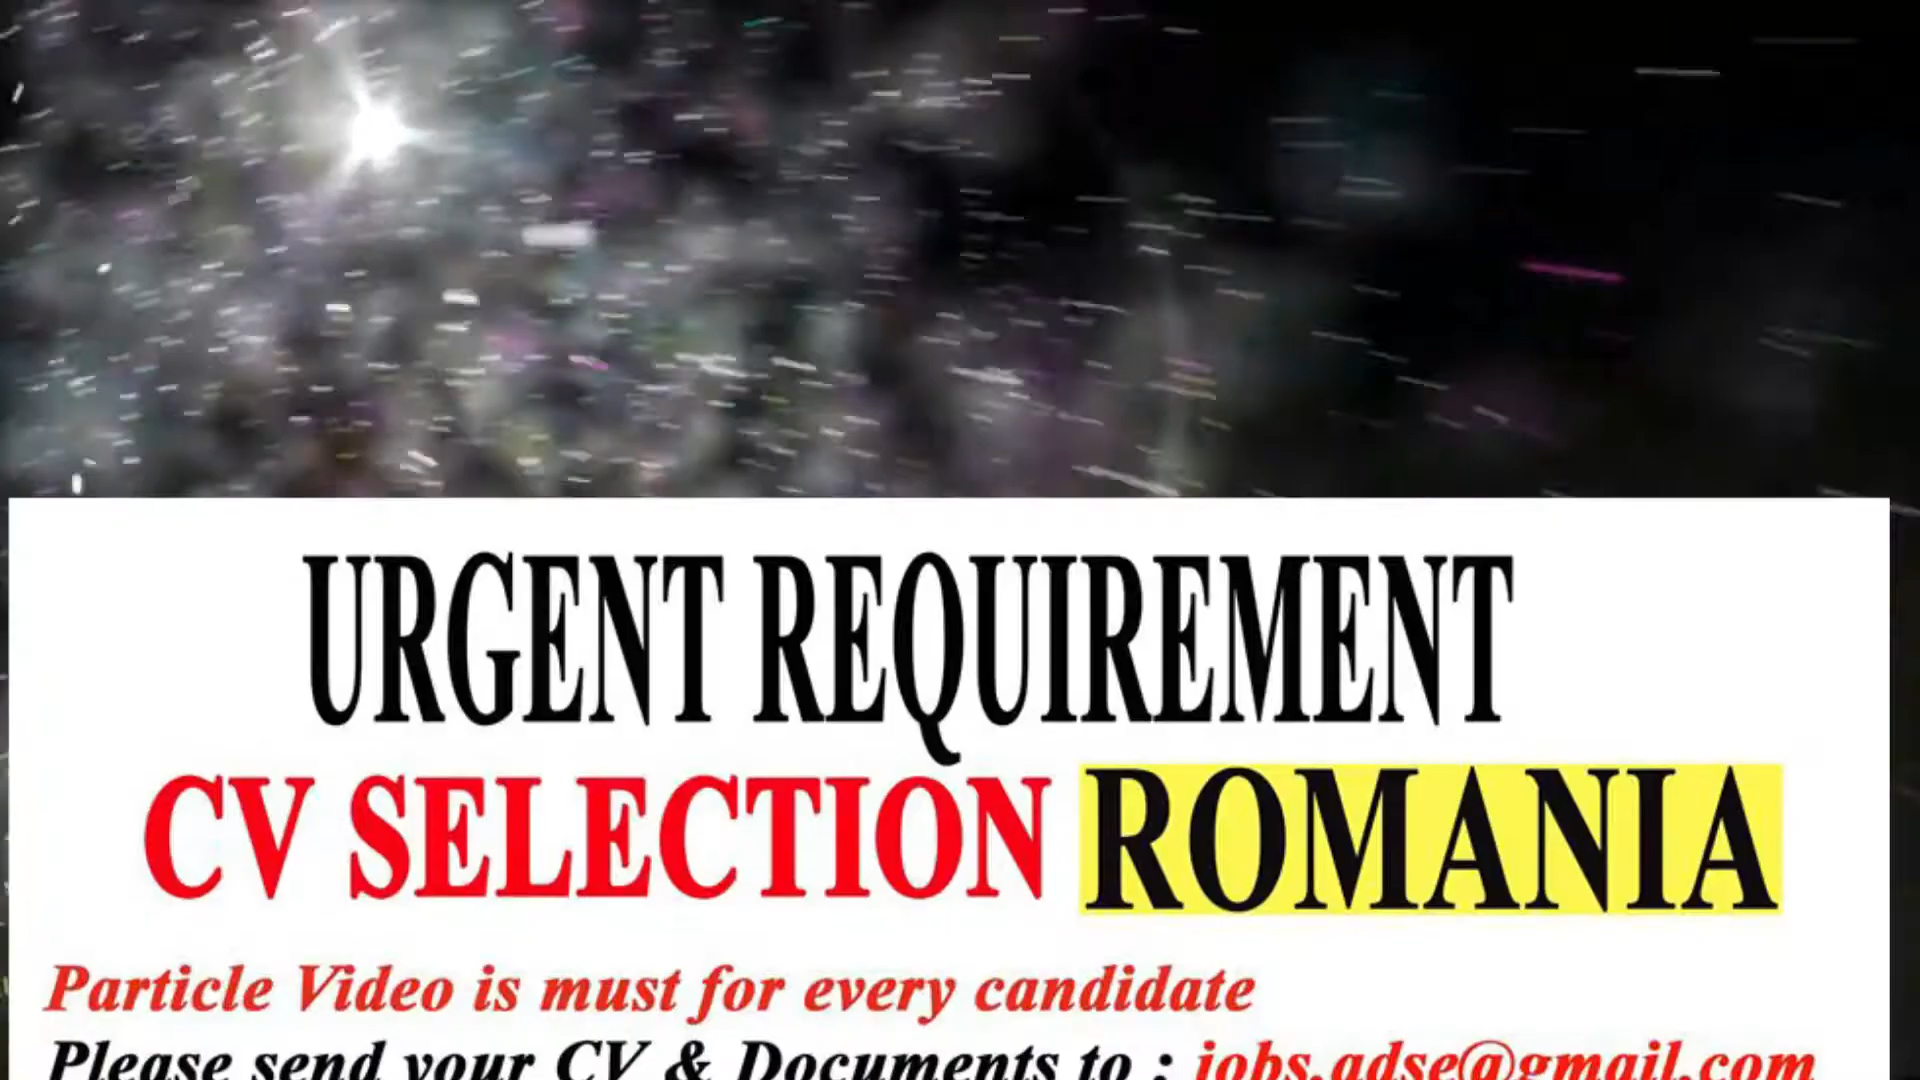 URGENT REQUIREMENT
CV SELECTION ROMANIA
Particle Video is must for every candidate
Please send your CV & Documents to : jobs.adse@gmail.com